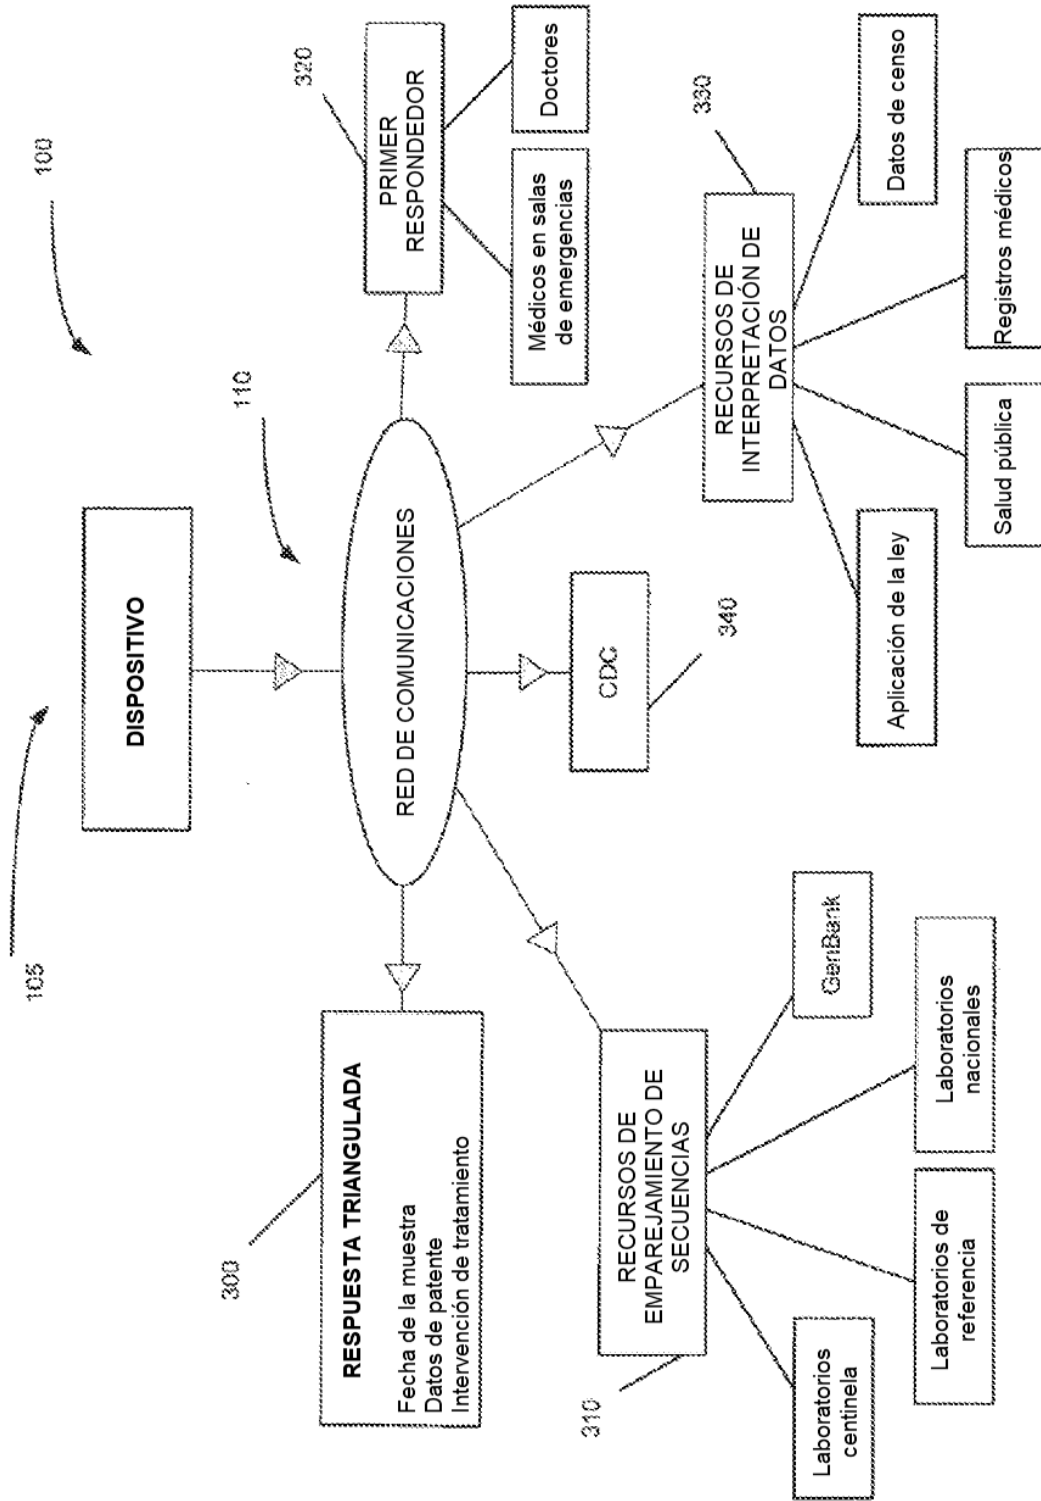 100
105
DISPOSITIVO
110
RED DE COMUNICACIONES
300
RESPUESTA TRIANGULADA
Fecha de la muestra
Datos de patente
Intervención de tratamiento
320
PRIMER
RESPONDEDOR
Médicos en salas
de emergencias
Doctores
310
RECURSOS DE
EMPAREJAMIENTO DE
SECUENCIAS
Laboratorios
centinela
Laboratorios de
referencia
Laboratorios
nacionales
GenBank
CDC
340
330
RECURSOS DE
INTERPRETACIÓN DE
DATOS
Aplicación de la ley
Salud pública
Registros médicos
Datos de censo